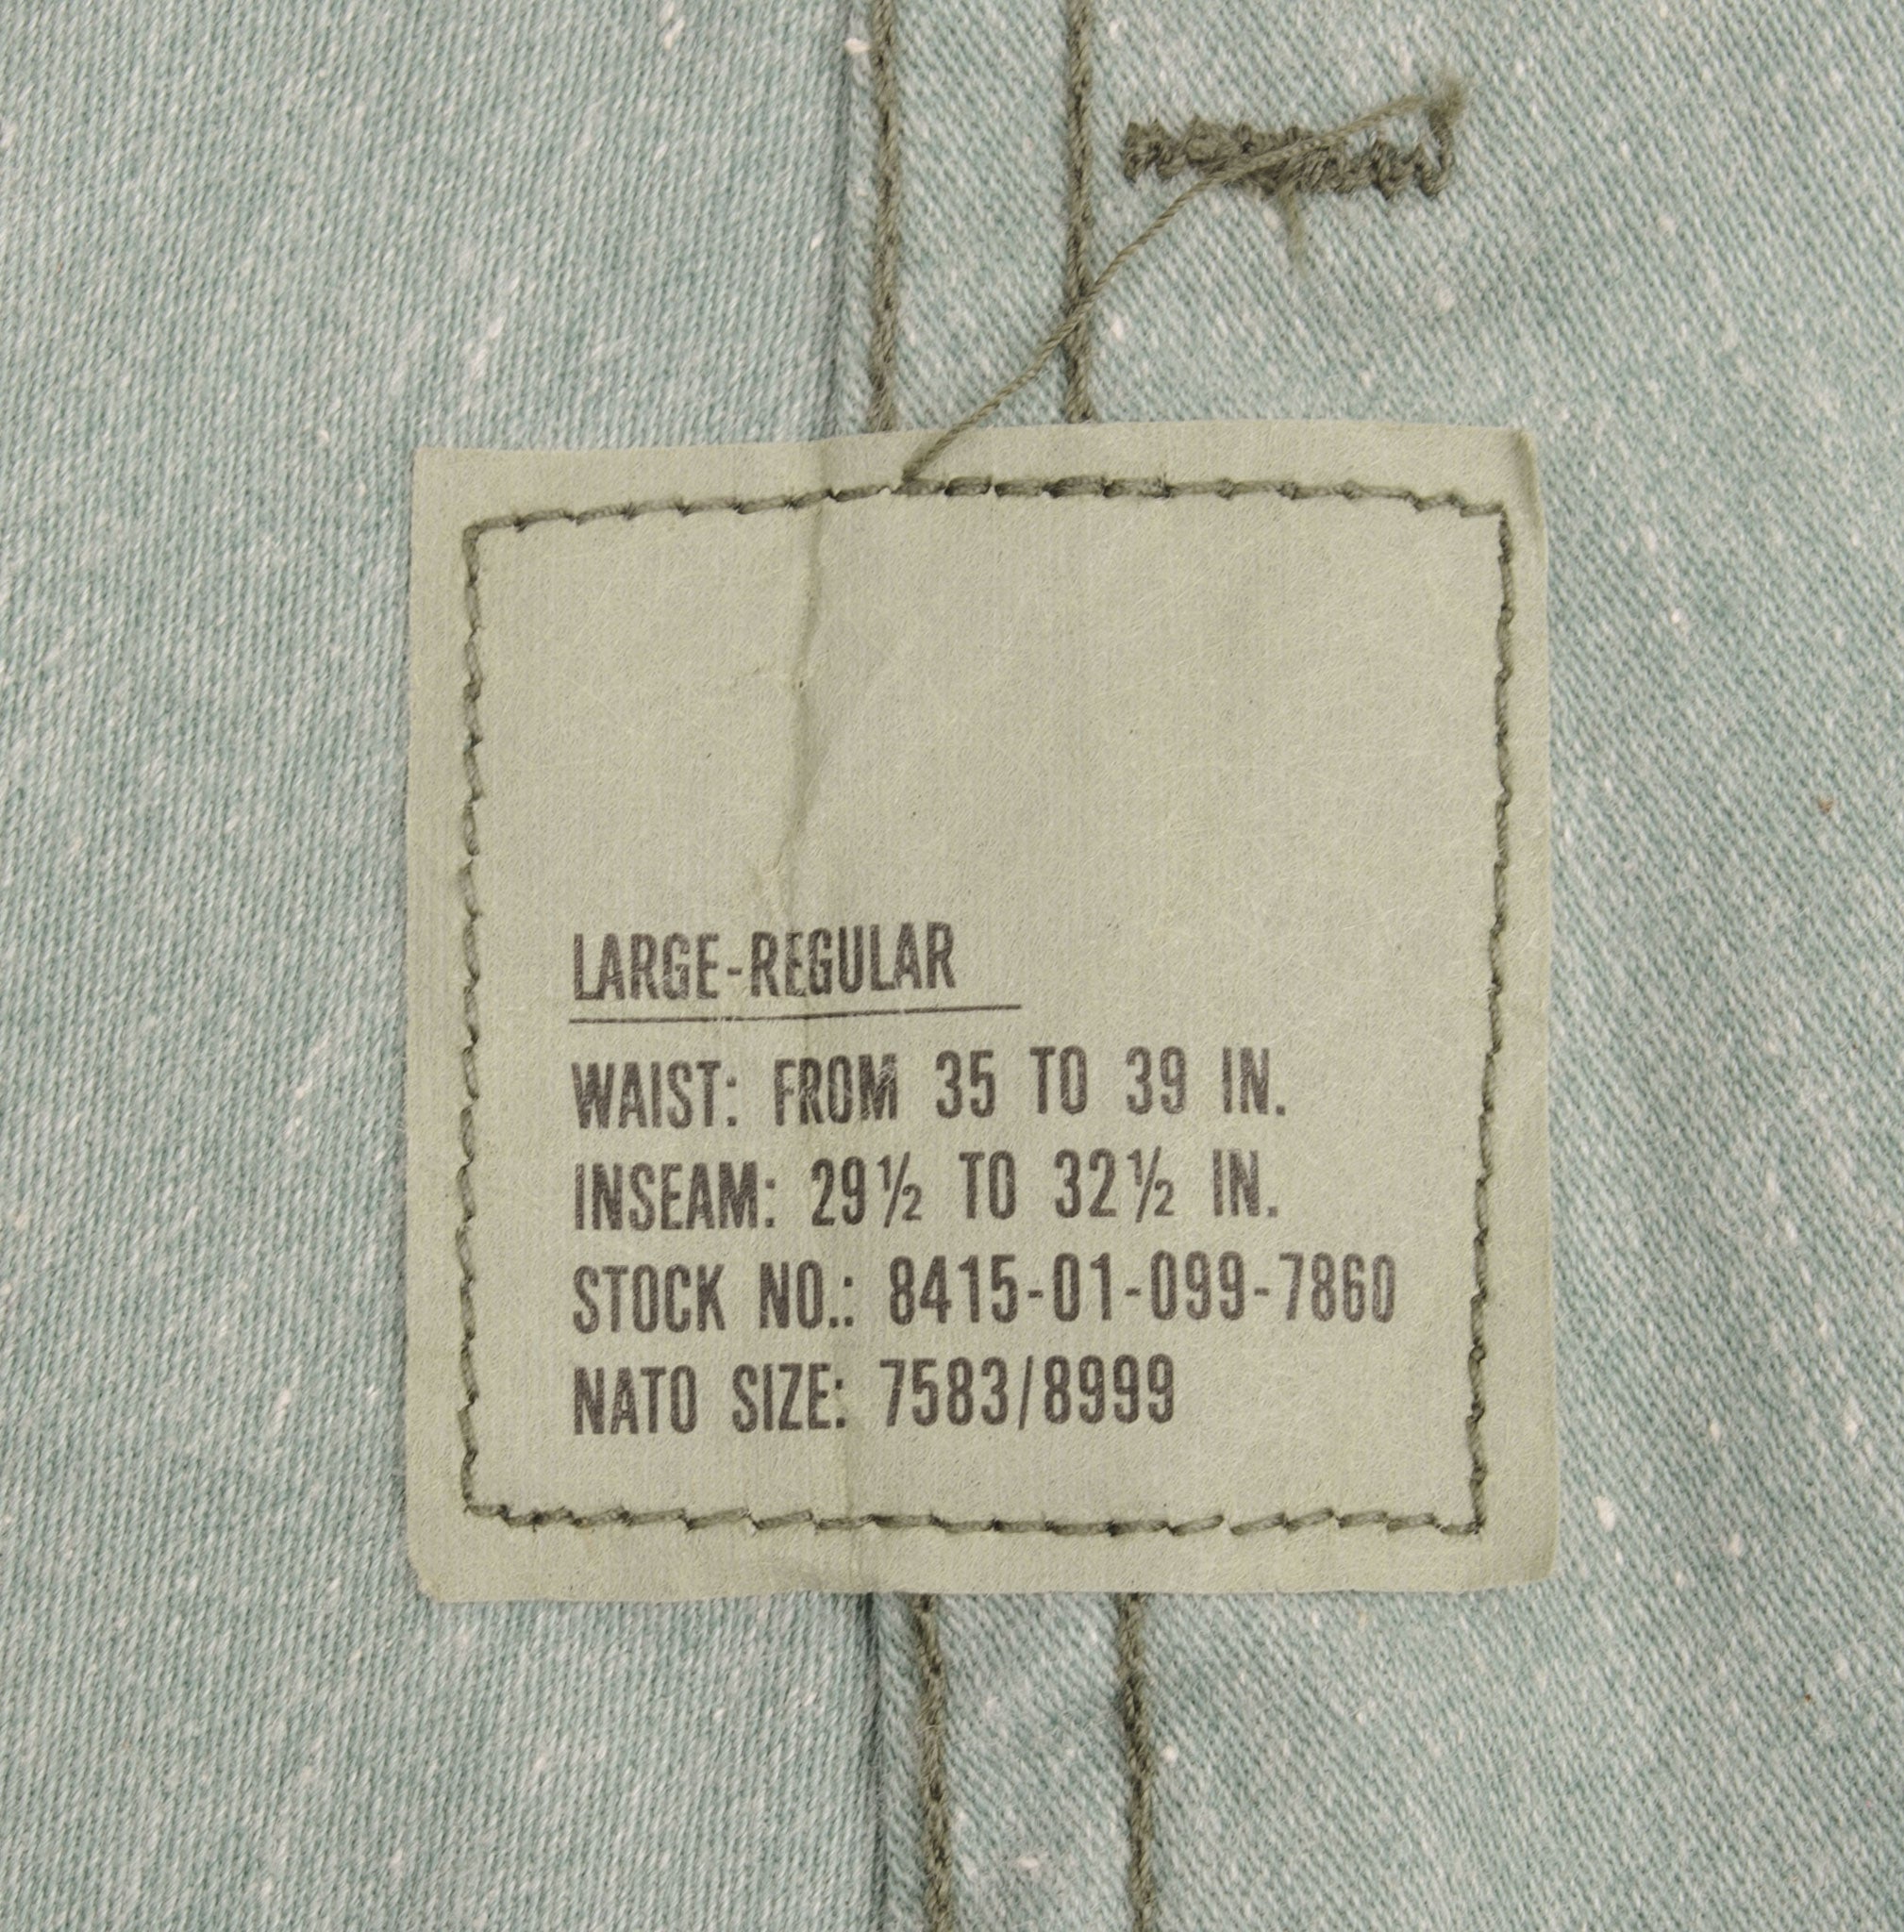 LARGE-REGULAR
WAIST: FROM 35 TO 39 IN.
INSEAM: 29½ TO 32½ IN.
STOCK NO.: 8415-01-099-7860
NATO SIZE: 7583/8999